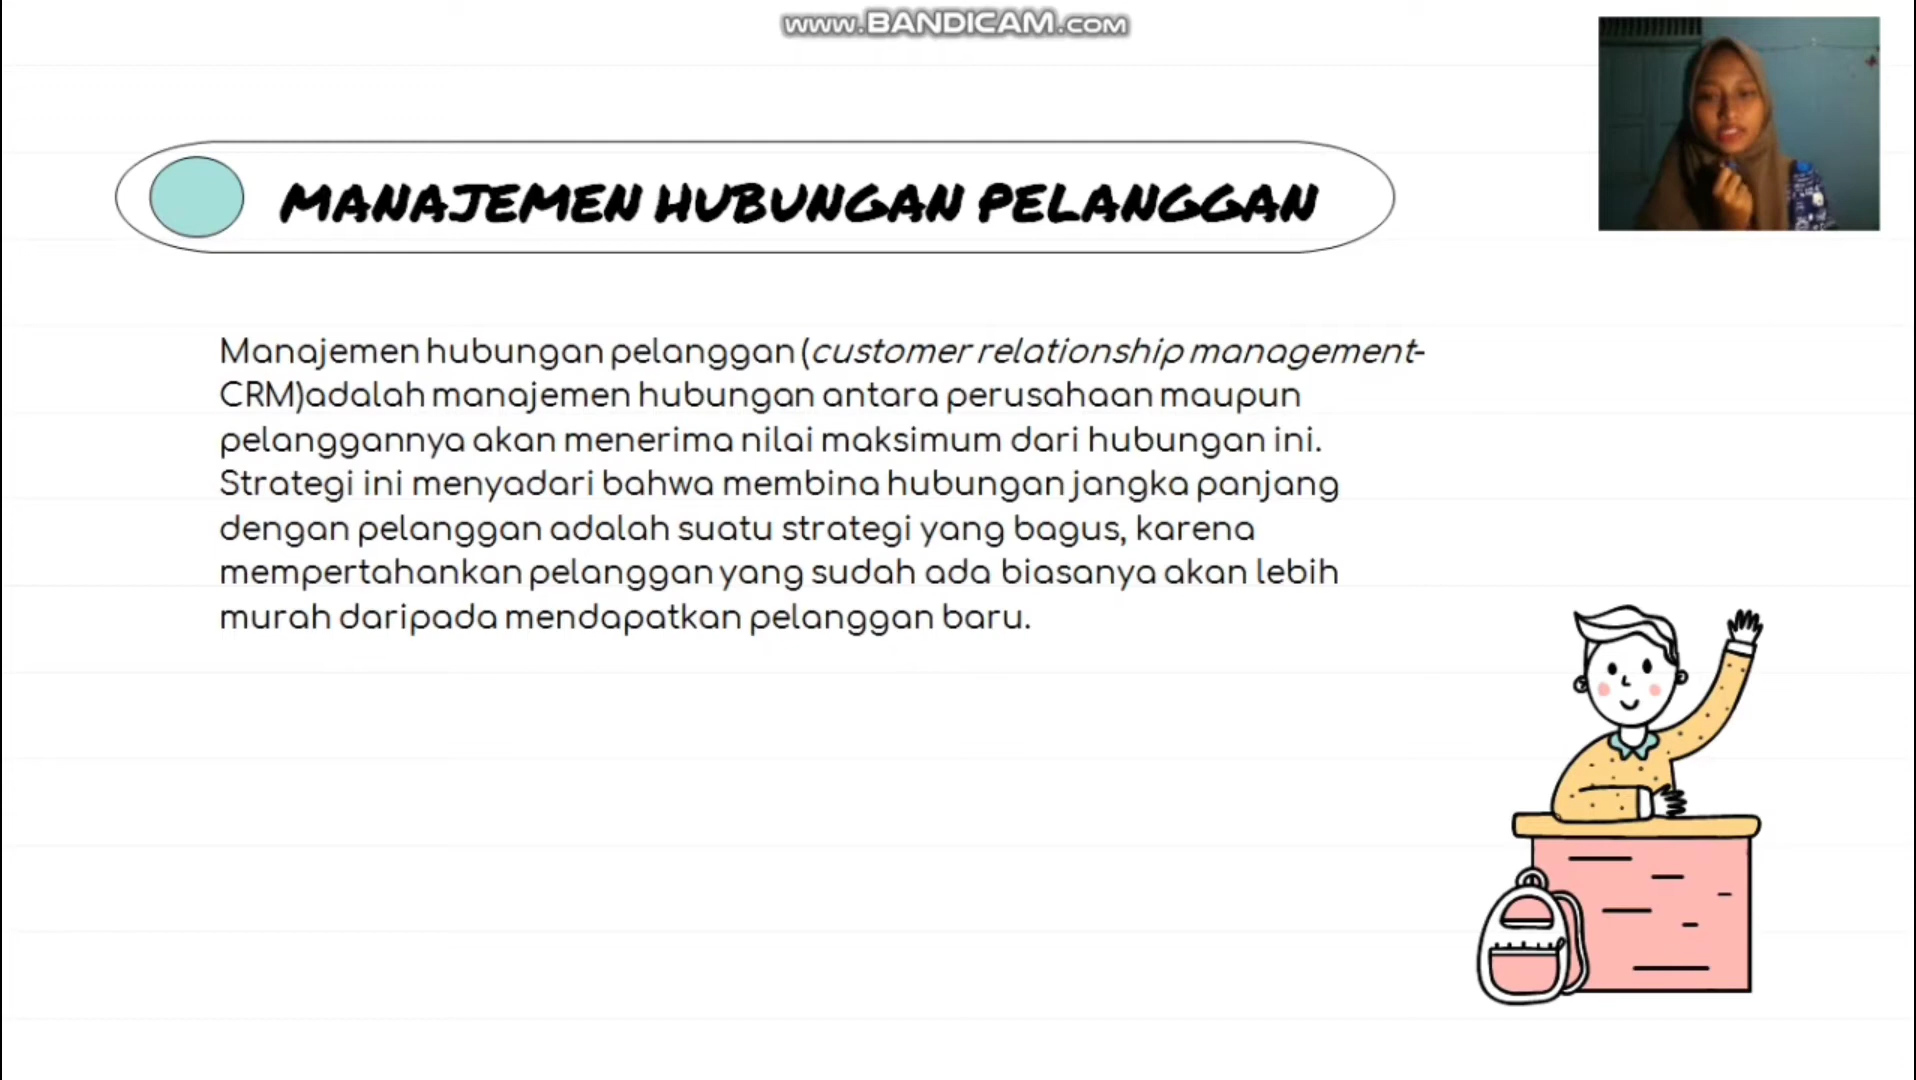 www.BANDICAM.com
MANAJEMEN HUBUNGAN PELANGGAN
Manajemen hubungan pelanggan (customer relationship management-
CRM)adalah manajemen hubungan antara perusahaan maupun
pelanggannya akan menerima nilai maksimum dari hubungan ini.
Strategi ini menyadari bahwa membina hubungan jangka panjang
dengan pelanggan adalah suatu strategi yang bagus, karena
mempertahankan pelanggan yang sudah ada biasanya akan lebih
murah daripada mendapatkan pelanggan baru.